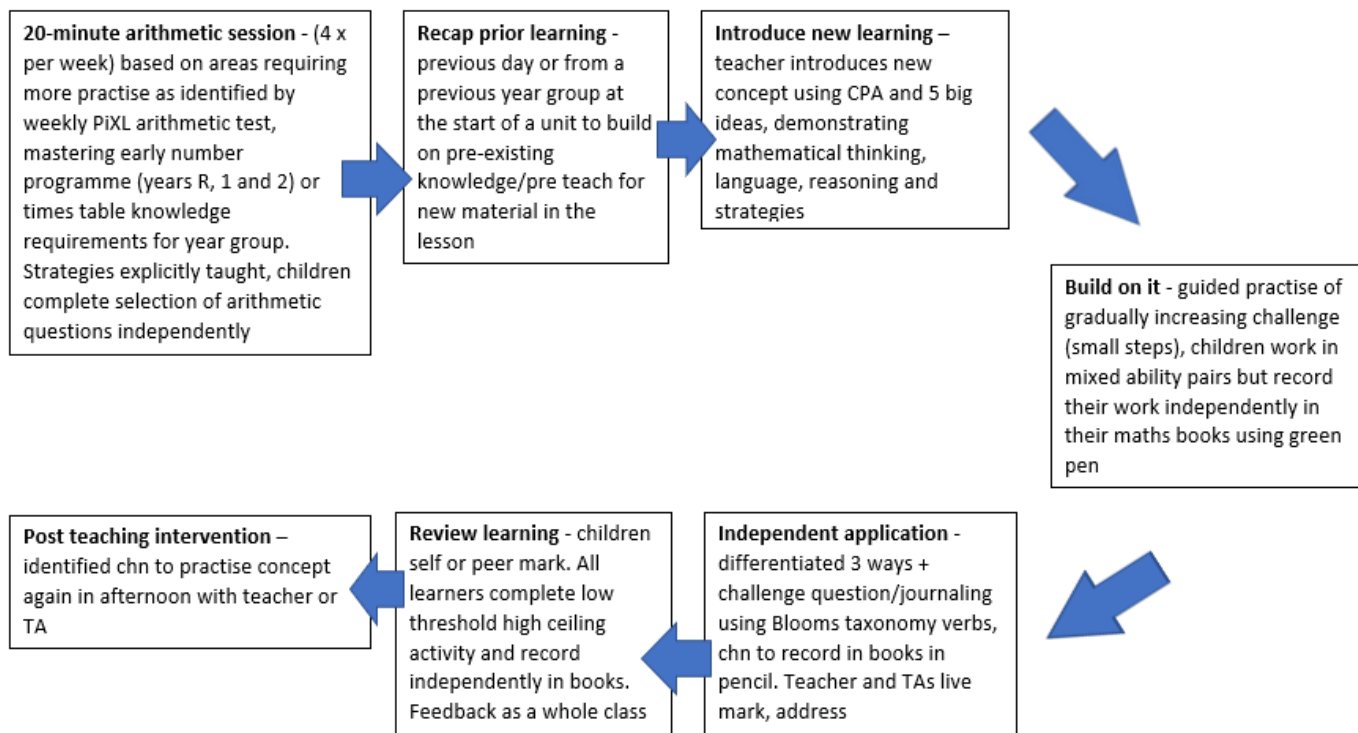 20-minute arithmetic session - (4 x
per week) based on areas requiring
more practise as identified by
weekly PiXL arithmetic test,
mastering early number
programme (years R, 1 and 2) or
times table knowledge
requirements for year group.
Strategies explicitly taught, children
complete selection of arithmetic
questions independently
Recap prior learning -
previous day or from a
previous year group at
the start of a unit to build
on pre-existing
knowledge/pre teach for
new material in the
lesson
Introduce new learning –
teacher introduces new
concept using CPA and 5 big
ideas, demonstrating
mathematical thinking,
language, reasoning and
strategies
Build on it - guided practise of
gradually increasing challenge
(small steps), children work in
mixed ability pairs but record
their work independently in
their maths books using green
pen
Independent application -
differentiated 3 ways +
challenge question/journaling
using Blooms taxonomy verbs,
chn to record in books in
pencil. Teacher and TAs live
mark, address
Review learning - children
self or peer mark. All
learners complete low
threshold high ceiling
activity and record
independently in books.
Feedback as a whole class
Post teaching intervention –
identified chn to practise concept
again in afternoon with teacher or
TA